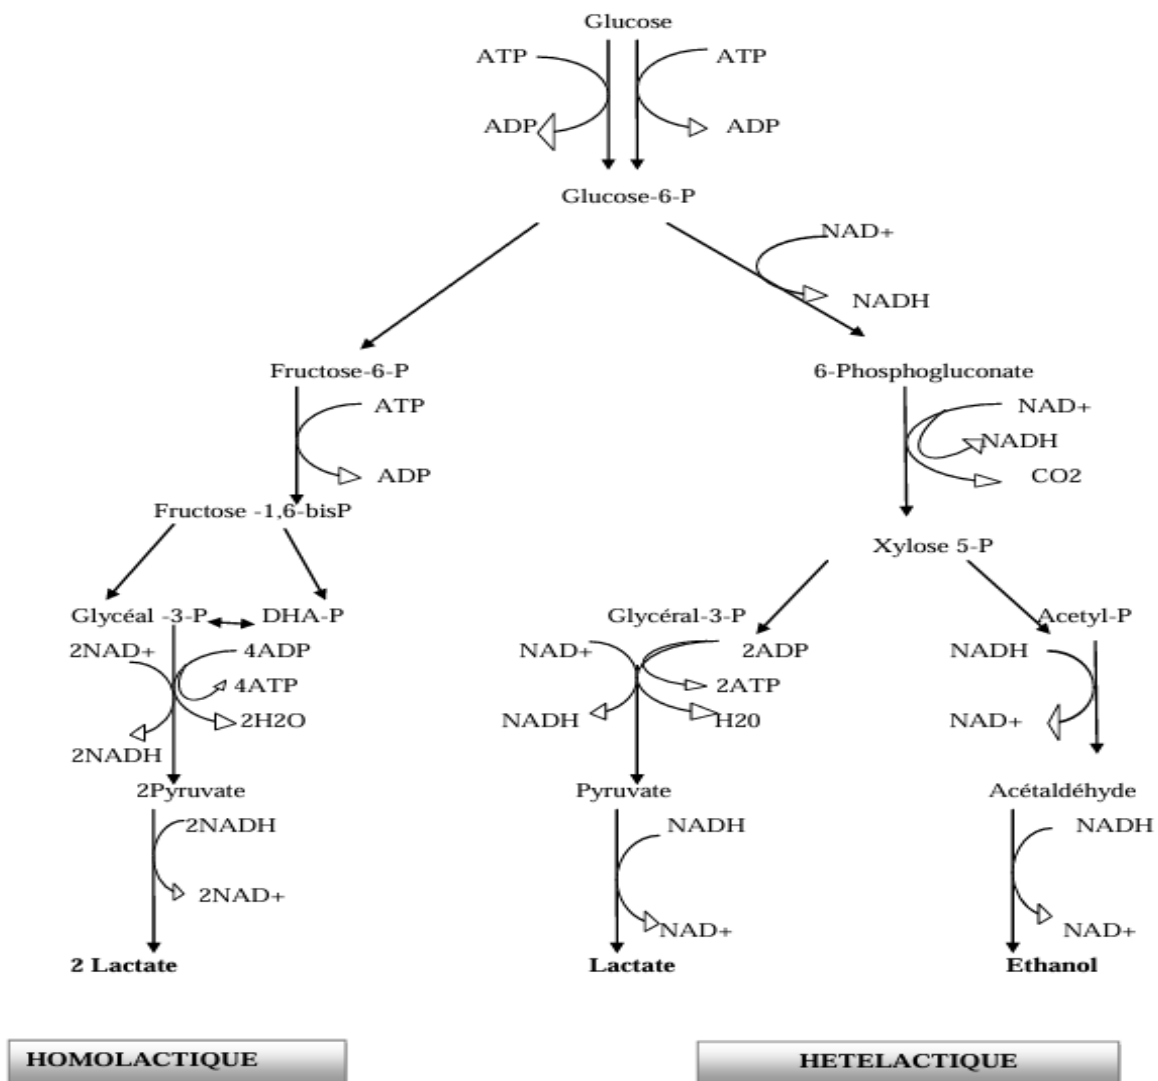 Glucose
ATP ATP
ADP ADP
Glucose-6-P
NAD+
NADH
Fructose-6-P 6-Phosphogluconate
ATP NAD+
NADH
ADP CO2
Fructose -1,6-bisP
Xylose 5-P
Glycéal -3-P DHA-P Glycéral-3-P Acetyl-P
2NAD+ 4ADP NAD+ 2ADP NADH
4ATP 2ATP
2H2O NADH H20 NAD+
2NADH
2Pyruvate Pyruvate Acétaldéhyde
2NADH NADH NADH
2NAD+
NAD+ NAD+
2 Lactate Lactate Ethanol
HOMOLACTIQUE HETELACTIQUE